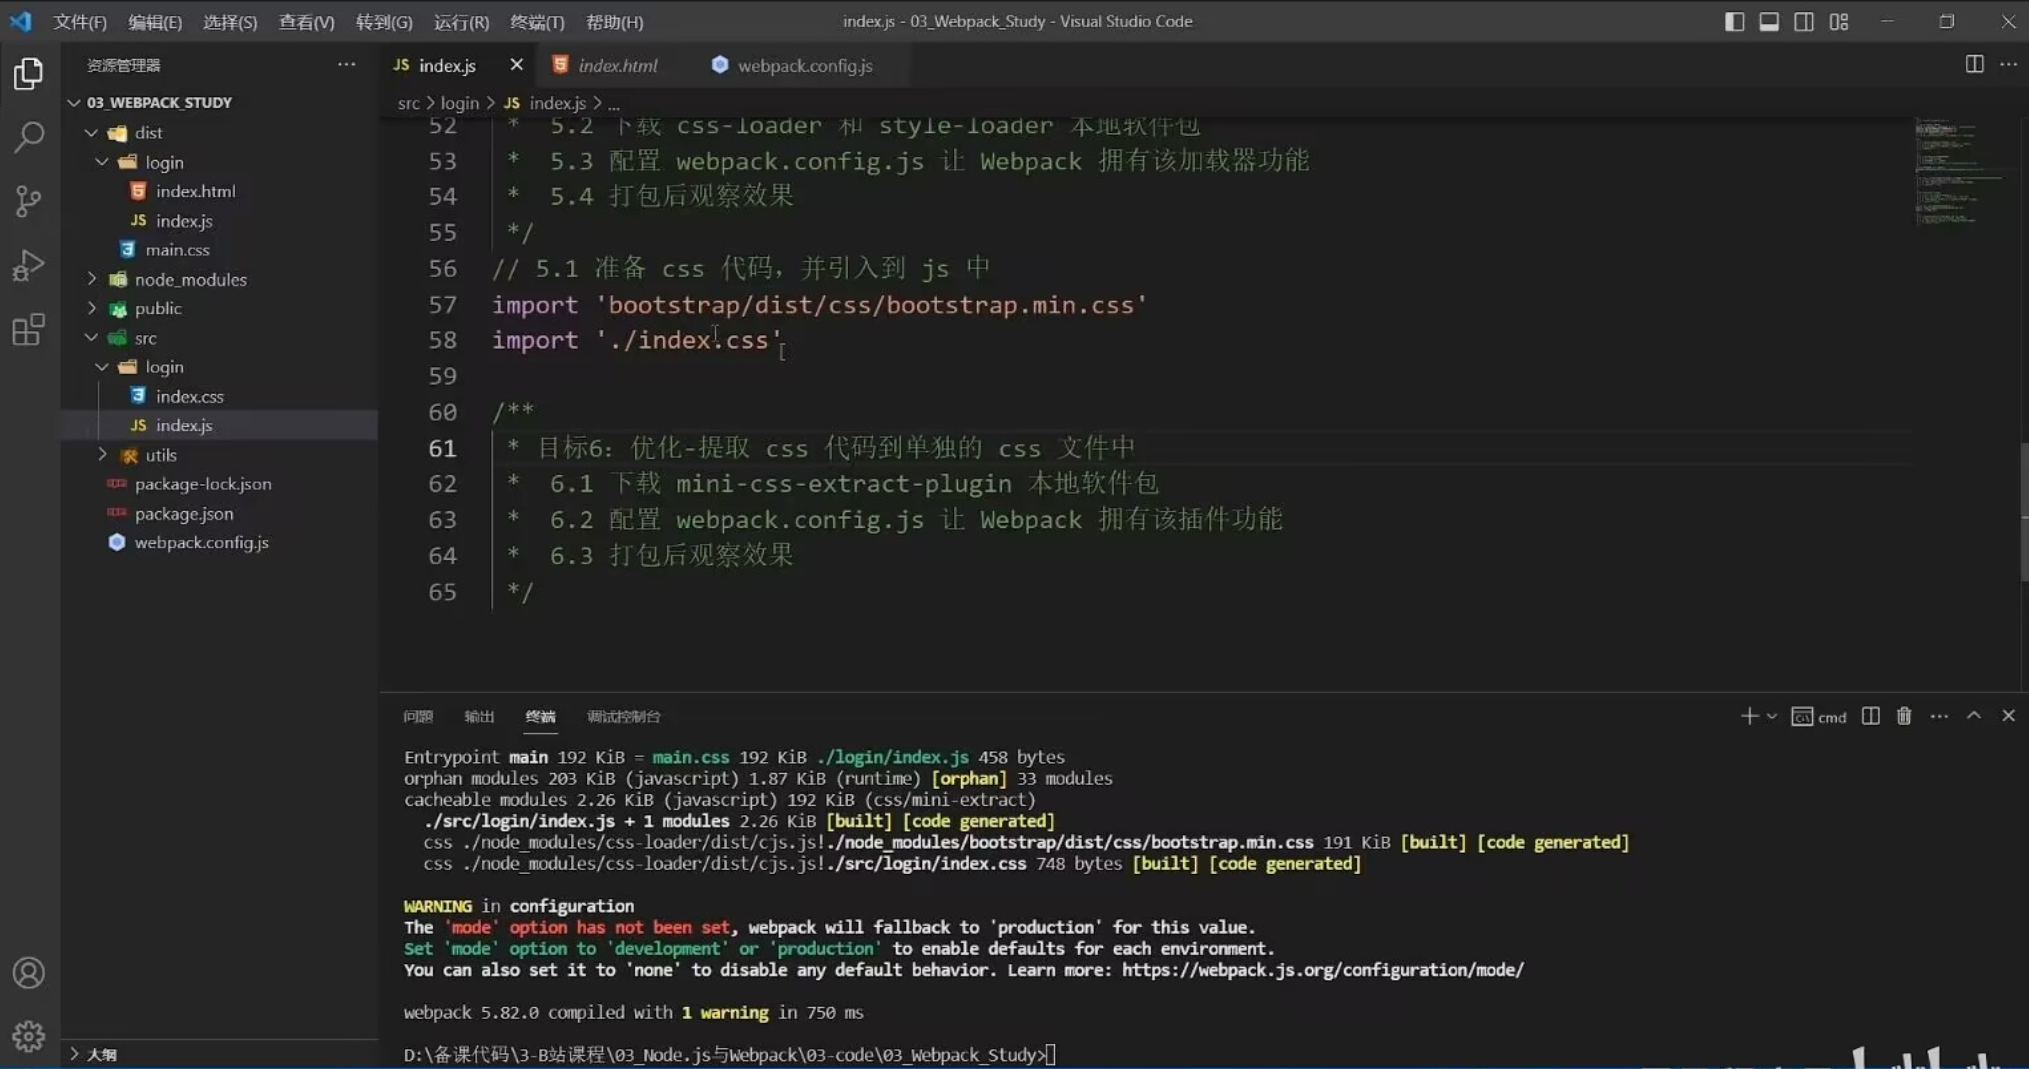 文件(F) 编辑(E) 选择(S) 查看(V) 转到(G) 运行(R) 终端(T) 帮助(H) index.js - 03_Webpack_Study - Visual Studio Code
资源管理器 ...
03_WEBPACK_STUDY
dist
login
index.html
JS index.js
main.css
node_modules
public
src
login
index.css
JS index.js
utils
package-lock.json
package.json
webpack.config.js
大纲
JS index.js index.html webpack.config.js
src > login > JS index.js > ...
52 * 5.2 下载 css-loader 和 style-loader 本地软件包
53 * 5.3 配置 webpack.config.js 让 Webpack 拥有该加载器功能
54 * 5.4 打包后观察效果
55 */
56 // 5.1 准备 css 代码，并引入到 js 中
57 import 'bootstrap/dist/css/bootstrap.min.css'
58 import './index.css'
59
60 /**
61 * 目标6：优化-提取 css 代码到单独的 css 文件中
62 * 6.1 下载 mini-css-extract-plugin 本地软件包
63 * 6.2 配置 webpack.config.js 让 Webpack 拥有该插件功能
64 * 6.3 打包后观察效果
65 */
问题 输出 终端 调试控制台 cmd
Entrypoint main 192 KiB = main.css 192 KiB ./login/index.js 458 bytes
orphan modules 203 KiB (javascript) 1.87 KiB (runtime) [orphan] 33 modules
cacheable modules 2.26 KiB (javascript) 192 KiB (css/mini-extract)
./src/login/index.js + 1 modules 2.26 KiB [built] [code generated]
css ./node_modules/css-loader/dist/cjs.js!./node_modules/bootstrap/dist/css/bootstrap.min.css 191 KiB [built] [code generated]
css ./node_modules/css-loader/dist/cjs.js!./src/login/index.css 748 bytes [built] [code generated]
WARNING in configuration
The 'mode' option has not been set, webpack will fallback to 'production' for this value.
Set 'mode' option to 'development' or 'production' to enable defaults for each environment.
You can also set it to 'none' to disable any default behavior. Learn more: https://webpack.js.org/configuration/mode/
webpack 5.82.0 compiled with 1 warning in 750 ms
D:\备课代码\3-B站课程\03_Node.js与Webpack\03-code\03_Webpack_Study>